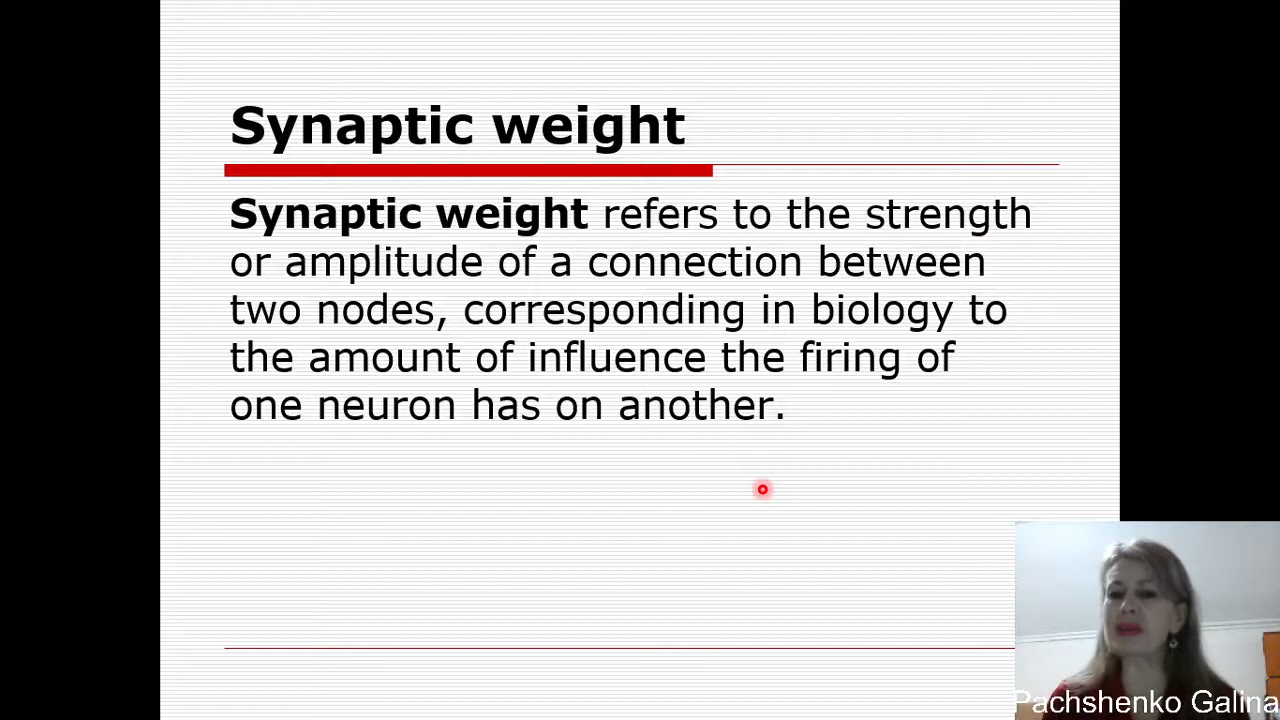 Synaptic weight
Synaptic weight refers to the strength
or amplitude of a connection between
two nodes, corresponding in biology to
the amount of influence the firing of
one neuron has on another.
Pachshenko Galina